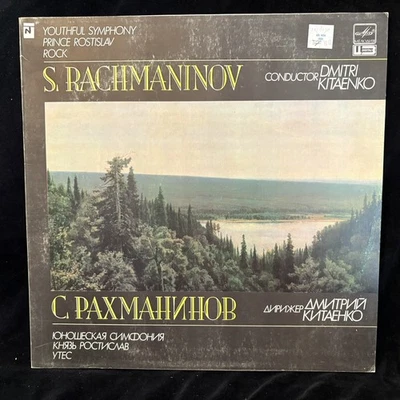 YOUTHFUL SYMPHONY
PRINCE ROSTISLAV
ROCK
S. RACHMANINOV
CONDUCTOR DMITRI
KITAENKO
С. РАХМАНИНОВ
ДИРИЖЕР ДМИТРИЙ
КИТАЕНКО
ЮНОШЕСКАЯ СИМФОНИЯ
КНЯЗЬ РОСТИСЛАВ
УТЕС